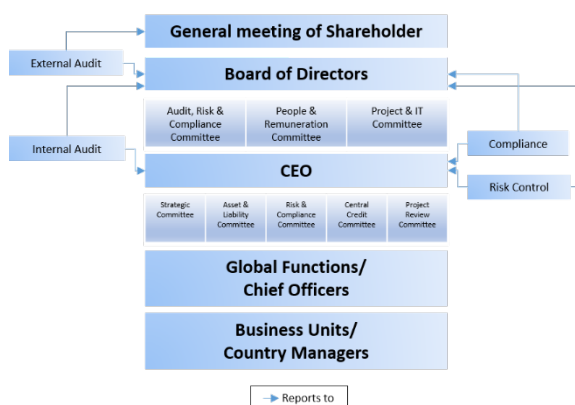 General meeting of Shareholder
External Audit
Board of Directors
Audit, Risk &
Compliance
Committee
People &
Remuneration
Committee
Project & IT
Committee
Internal Audit
Compliance
CEO
Risk Control
Strategic
Committee
Asset &
Liability
Committee
Risk &
Compliance
Committee
Central
Credit
Committee
Project
Review
Committee
Global Functions/
Chief Officers
Business Units/
Country Managers
Reports to